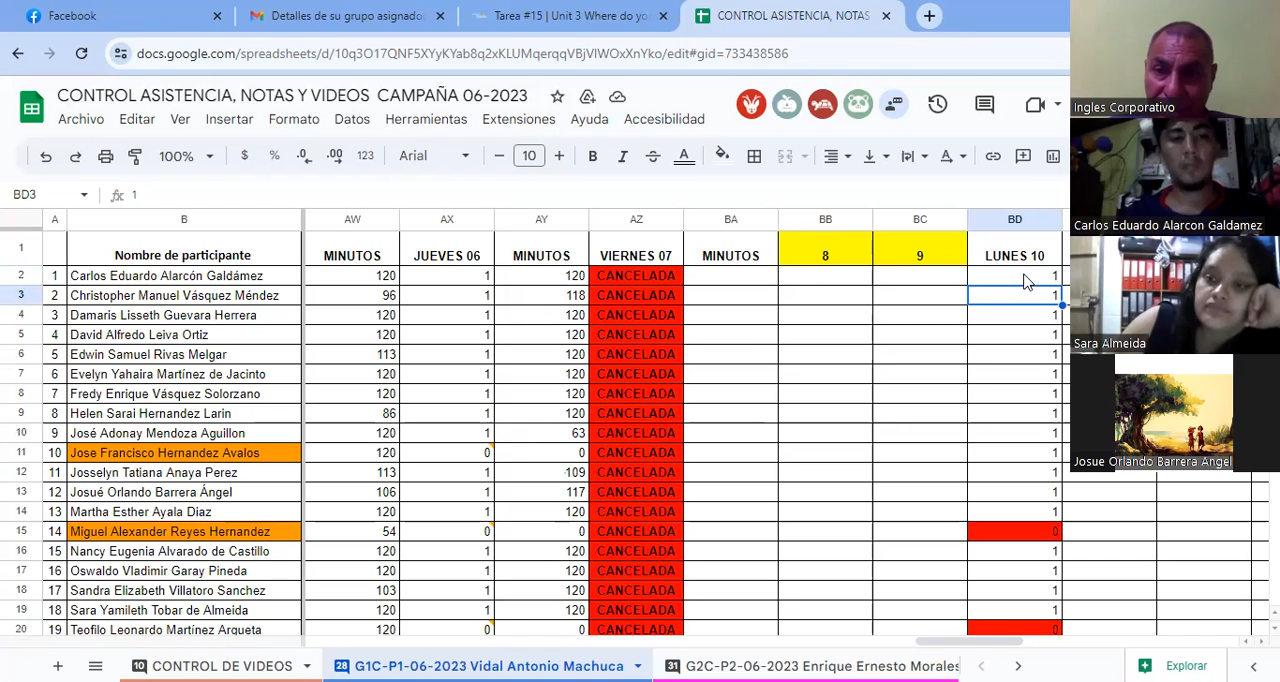 Facebook
Detalles de su grupo asignado
Tarea #15 | Unit 3 Where do yo
CONTROL ASISTENCIA, NOTAS
docs.google.com/spreadsheets/d/10q3O17QNF5XYyKYab8q2xKLUMqerqqVBjVIWOxXnYko/edit#gid=733438586
CONTROL ASISTENCIA, NOTAS Y VIDEOS CAMPAÑA 06-2023
Archivo Editar Ver Insertar Formato Datos Herramientas Extensiones Ayuda Accesibilidad
100% $ % .0 .00 123 Arial − 10 + B I A
BD3 fx 1
A B AW AX AY AZ BA BB BC BD
1 Nombre de participante MINUTOS JUEVES 06 MINUTOS VIERNES 07 MINUTOS 8 9 LUNES 10
2 1 Carlos Eduardo Alarcón Galdámez 120 1 120 CANCELADA 1
3 2 Christopher Manuel Vásquez Méndez 96 1 118 CANCELADA 1
4 3 Damaris Lisseth Guevara Herrera 120 1 120 CANCELADA 1
5 4 David Alfredo Leiva Ortiz 120 1 120 CANCELADA 1
6 5 Edwin Samuel Rivas Melgar 113 1 120 CANCELADA 1
7 6 Evelyn Yahaira Martínez de Jacinto 120 1 120 CANCELADA 1
8 7 Fredy Enrique Vásquez Solorzano 120 1 120 CANCELADA 1
9 8 Helen Sarai Hernandez Larin 86 1 120 CANCELADA 1
10 9 José Adonay Mendoza Aguillon 120 1 63 CANCELADA 1
11 10 Jose Francisco Hernandez Avalos 120 0 0 CANCELADA 1
12 11 Josselyn Tatiana Anaya Perez 113 1 109 CANCELADA 1
13 12 Josué Orlando Barrera Ángel 106 1 117 CANCELADA 1
14 13 Martha Esther Ayala Diaz 120 1 120 CANCELADA 1
15 14 Miguel Alexander Reyes Hernandez 54 0 0 CANCELADA 0
16 15 Nancy Eugenia Alvarado de Castillo 120 1 120 CANCELADA 1
17 16 Oswaldo Vladimir Garay Pineda 120 1 120 CANCELADA 1
18 17 Sandra Elizabeth Villatoro Sanchez 103 1 120 CANCELADA 1
19 18 Sara Yamileth Tobar de Almeida 120 1 120 CANCELADA 1
20 19 Teofilo Leonardo Martínez Argueta 120 0 0 CANCELADA 0
+ 10 CONTROL DE VIDEOS 28 G1C-P1-06-2023 Vidal Antonio Machuca 31 G2C-P2-06-2023 Enrique Ernesto Morales Explorar
Ingles Corporativo
Carlos Eduardo Alarcon Galdamez
Sara Almeida
Josue Orlando Barrera Angel